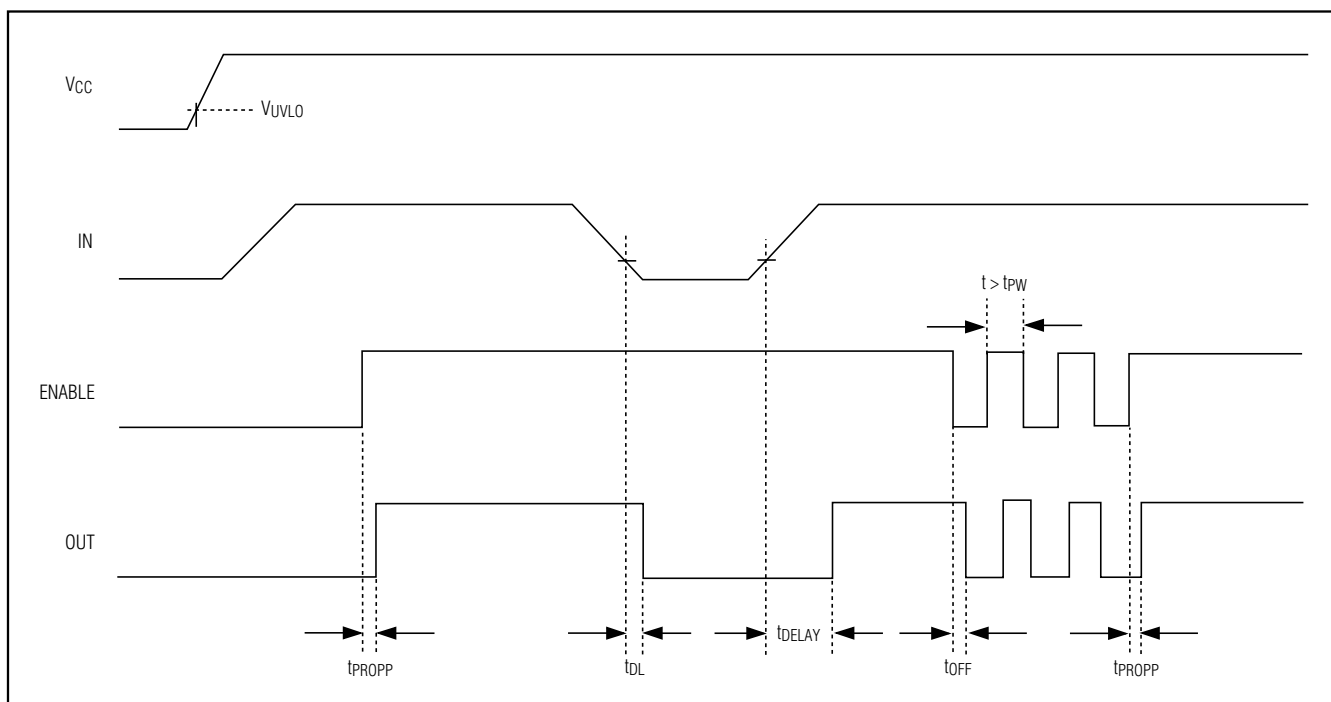 VCC
VUVLO
IN
t > tPW
ENABLE
OUT
tDELAY
tPROPP
tDL
tOFF
tPROPP